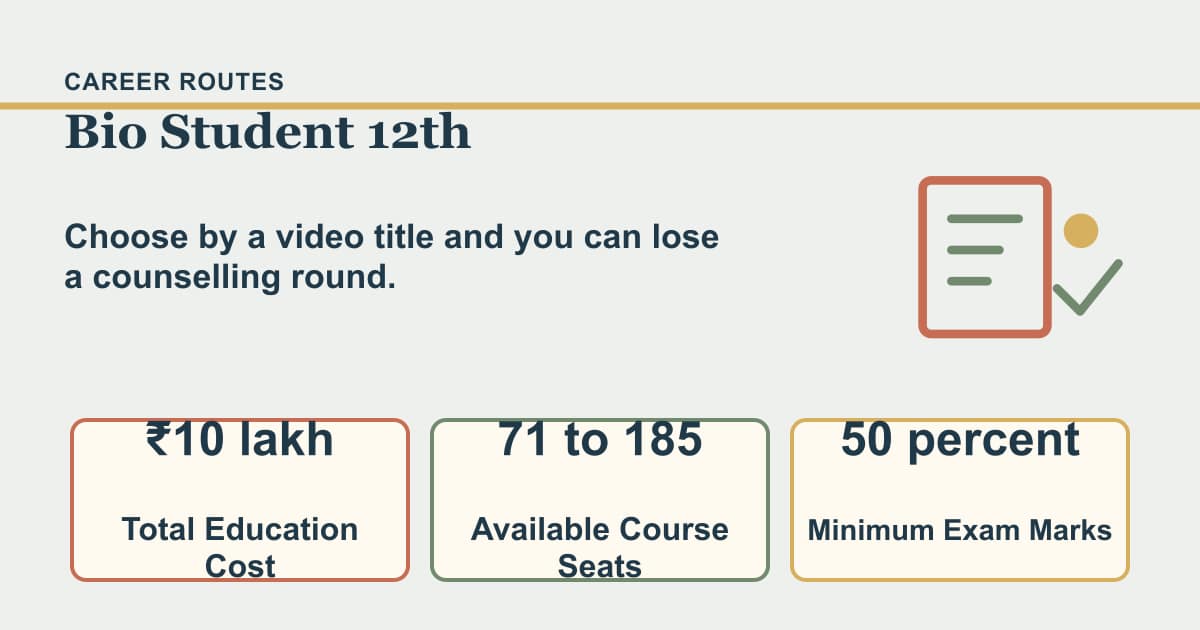 CAREER ROUTES
Bio Student 12th
Choose by a video title and you can lose
a counselling round.
₹10 lakh
Total Education
Cost
71 to 185
Available Course
Seats
50 percent
Minimum Exam Marks